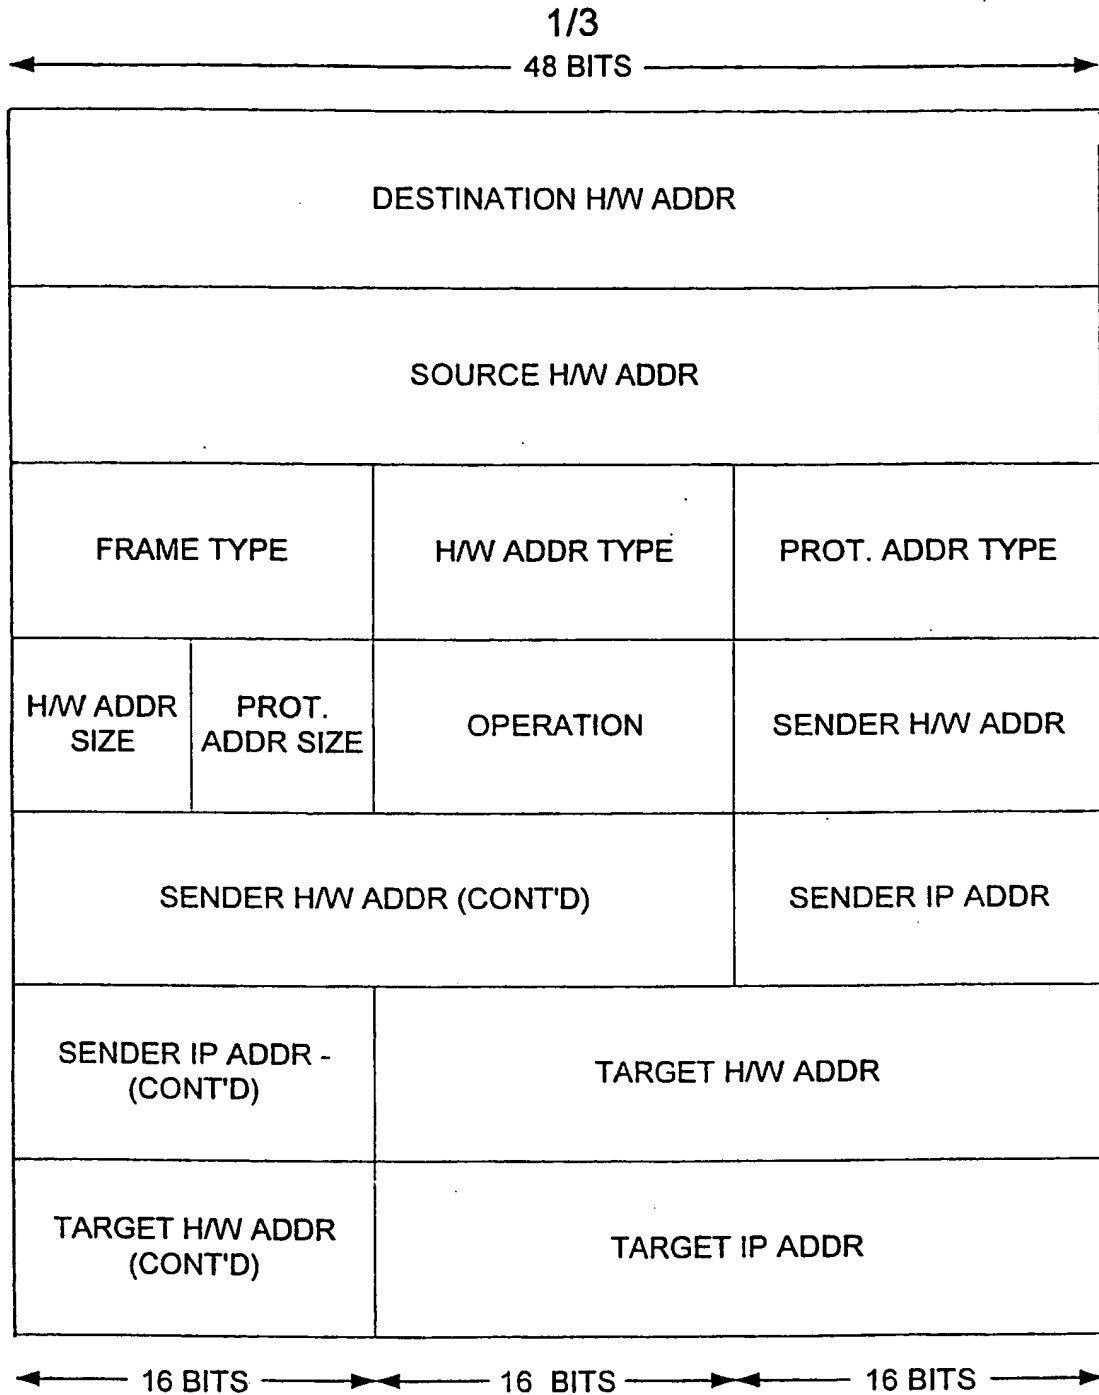 1/3
48 BITS
DESTINATION H/W ADDR
SOURCE H/W ADDR
FRAME TYPE
H/W ADDR TYPE
PROT. ADDR TYPE
H/W ADDR
SIZE
PROT.
ADDR SIZE
OPERATION
SENDER H/W ADDR
SENDER H/W ADDR (CONT'D)
SENDER IP ADDR
SENDER IP ADDR -
(CONT'D)
TARGET H/W ADDR
TARGET H/W ADDR
(CONT'D)
TARGET IP ADDR
16 BITS
16 BITS
16 BITS